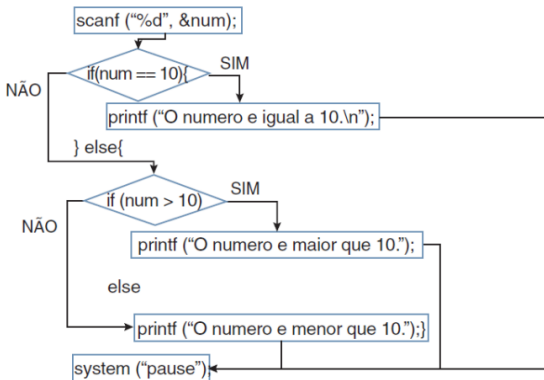 scanf (“%d”, &num);
if(num == 10){
SIM
NÃO
printf (“O numero e igual a 10.\n”);
} else{
if (num > 10)
SIM
NÃO
printf (“O numero e maior que 10.”);
else
printf (“O numero e menor que 10.”);}
system (“pause”);